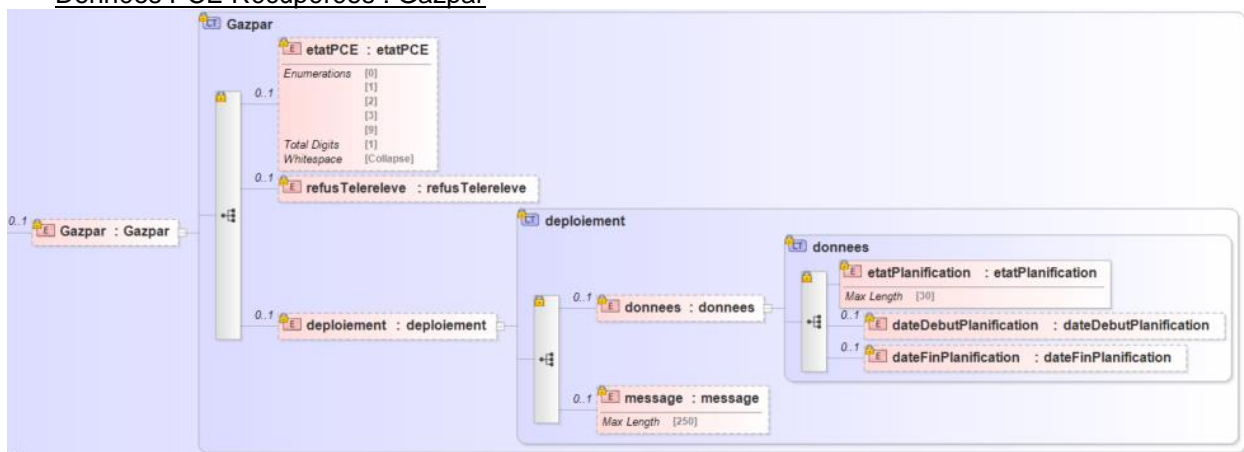 Données PCE Récupérées : Gazpar
CT Gazpar
E etatPCE : etatPCE
Enumerations [0]
[1]
[2]
[3]
[9]
Total Digits [1]
Whitespace [Collapse]
0..1
0..1
E refusTelereleve : refusTelereleve
0..1
E Gazpar : Gazpar
0..1
E deploiement : deploiement
CT deploiement
0..1
E donnees : donnees
CT donnees
E etatPlanification : etatPlanification
Max Length [30]
0..1
E dateDebutPlanification : dateDebutPlanification
0..1
E dateFinPlanification : dateFinPlanification
0..1
E message : message
Max Length [250]